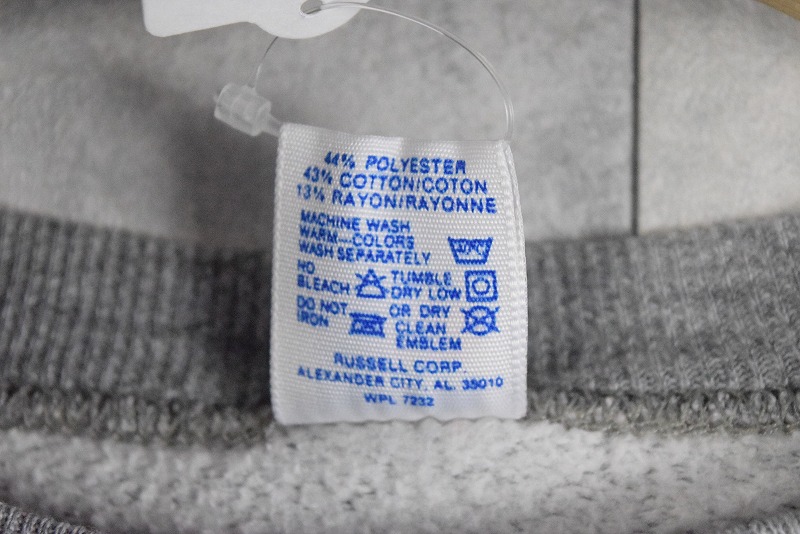 44% POLYESTER
43% COTTON/COTON
13% RAYON/RAYONNE
MACHINE WASH
WARM—COLORS
WASH SEPARATELY
NO
BLEACH
TUMBLE
DRY LOW
DO NOT
IRON
OR DRY
CLEAN
EMBLEM
RUSSELL CORP.
ALEXANDER CITY, AL. 35010
WPL 7232